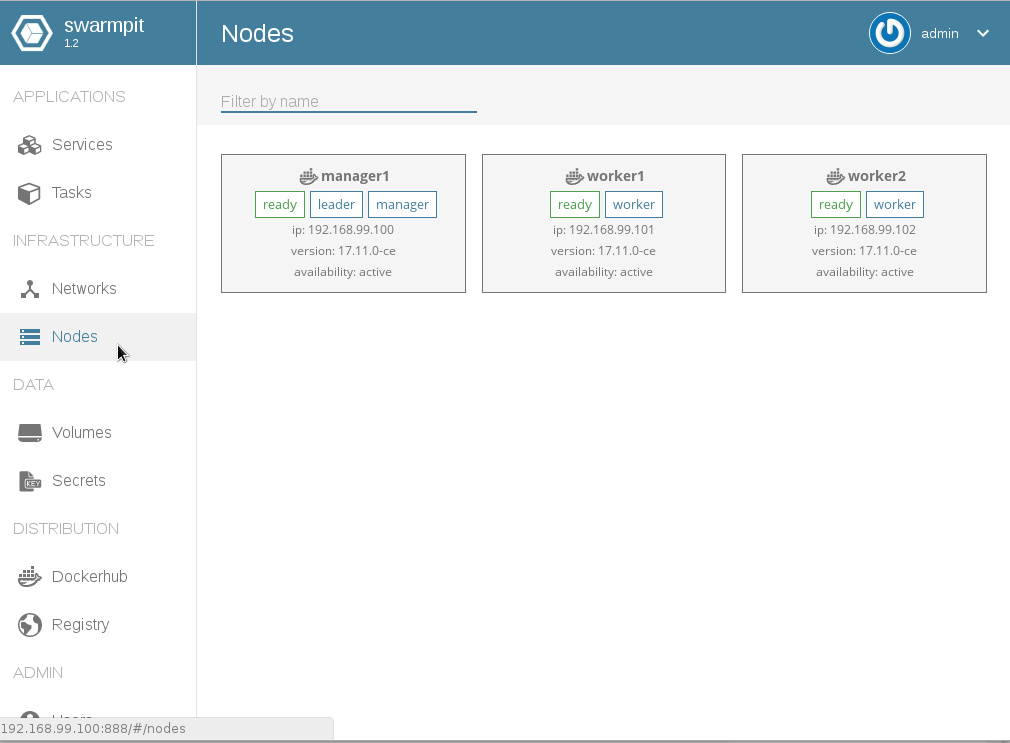 swarmpit
1.2
Nodes
admin
APPLICATIONS
Services
Tasks
INFRASTRUCTURE
Networks
Nodes
DATA
Volumes
Secrets
KEY
DISTRIBUTION
Dockerhub
Registry
ADMIN
Users
192.168.99.100:888/#/nodes
Filter by name
manager1
ready leader manager
ip: 192.168.99.100
version: 17.11.0-ce
availability: active
worker1
ready worker
ip: 192.168.99.101
version: 17.11.0-ce
availability: active
worker2
ready worker
ip: 192.168.99.102
version: 17.11.0-ce
availability: active